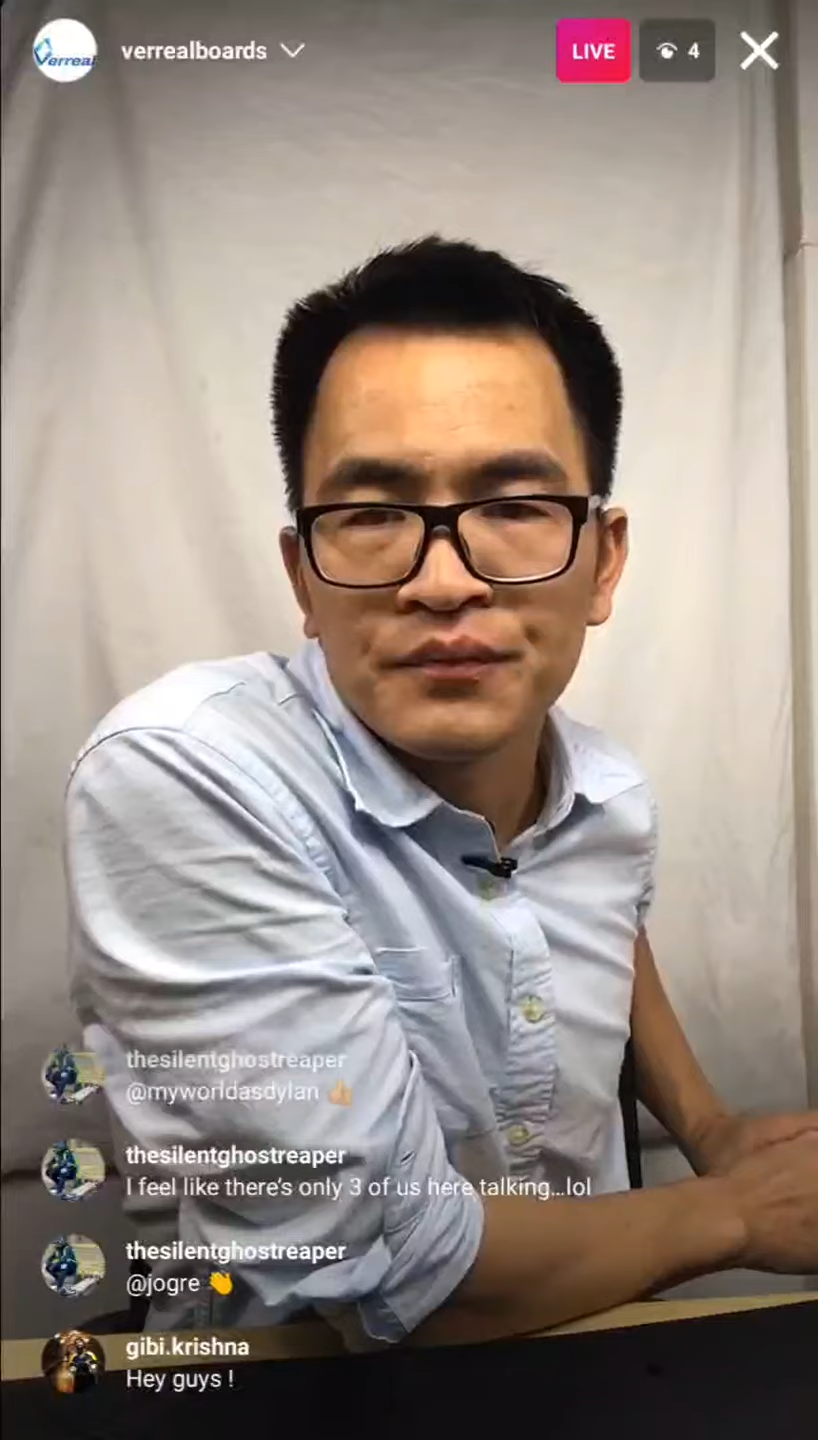 Verreal
verrealboards
LIVE
4
thesilentghostreaper
@myworldasdylan 👍🏼
thesilentghostreaper
I feel like there's only 3 of us here talking...lol
thesilentghostreaper
@jogre 👋
gibi.krishna
Hey guys !